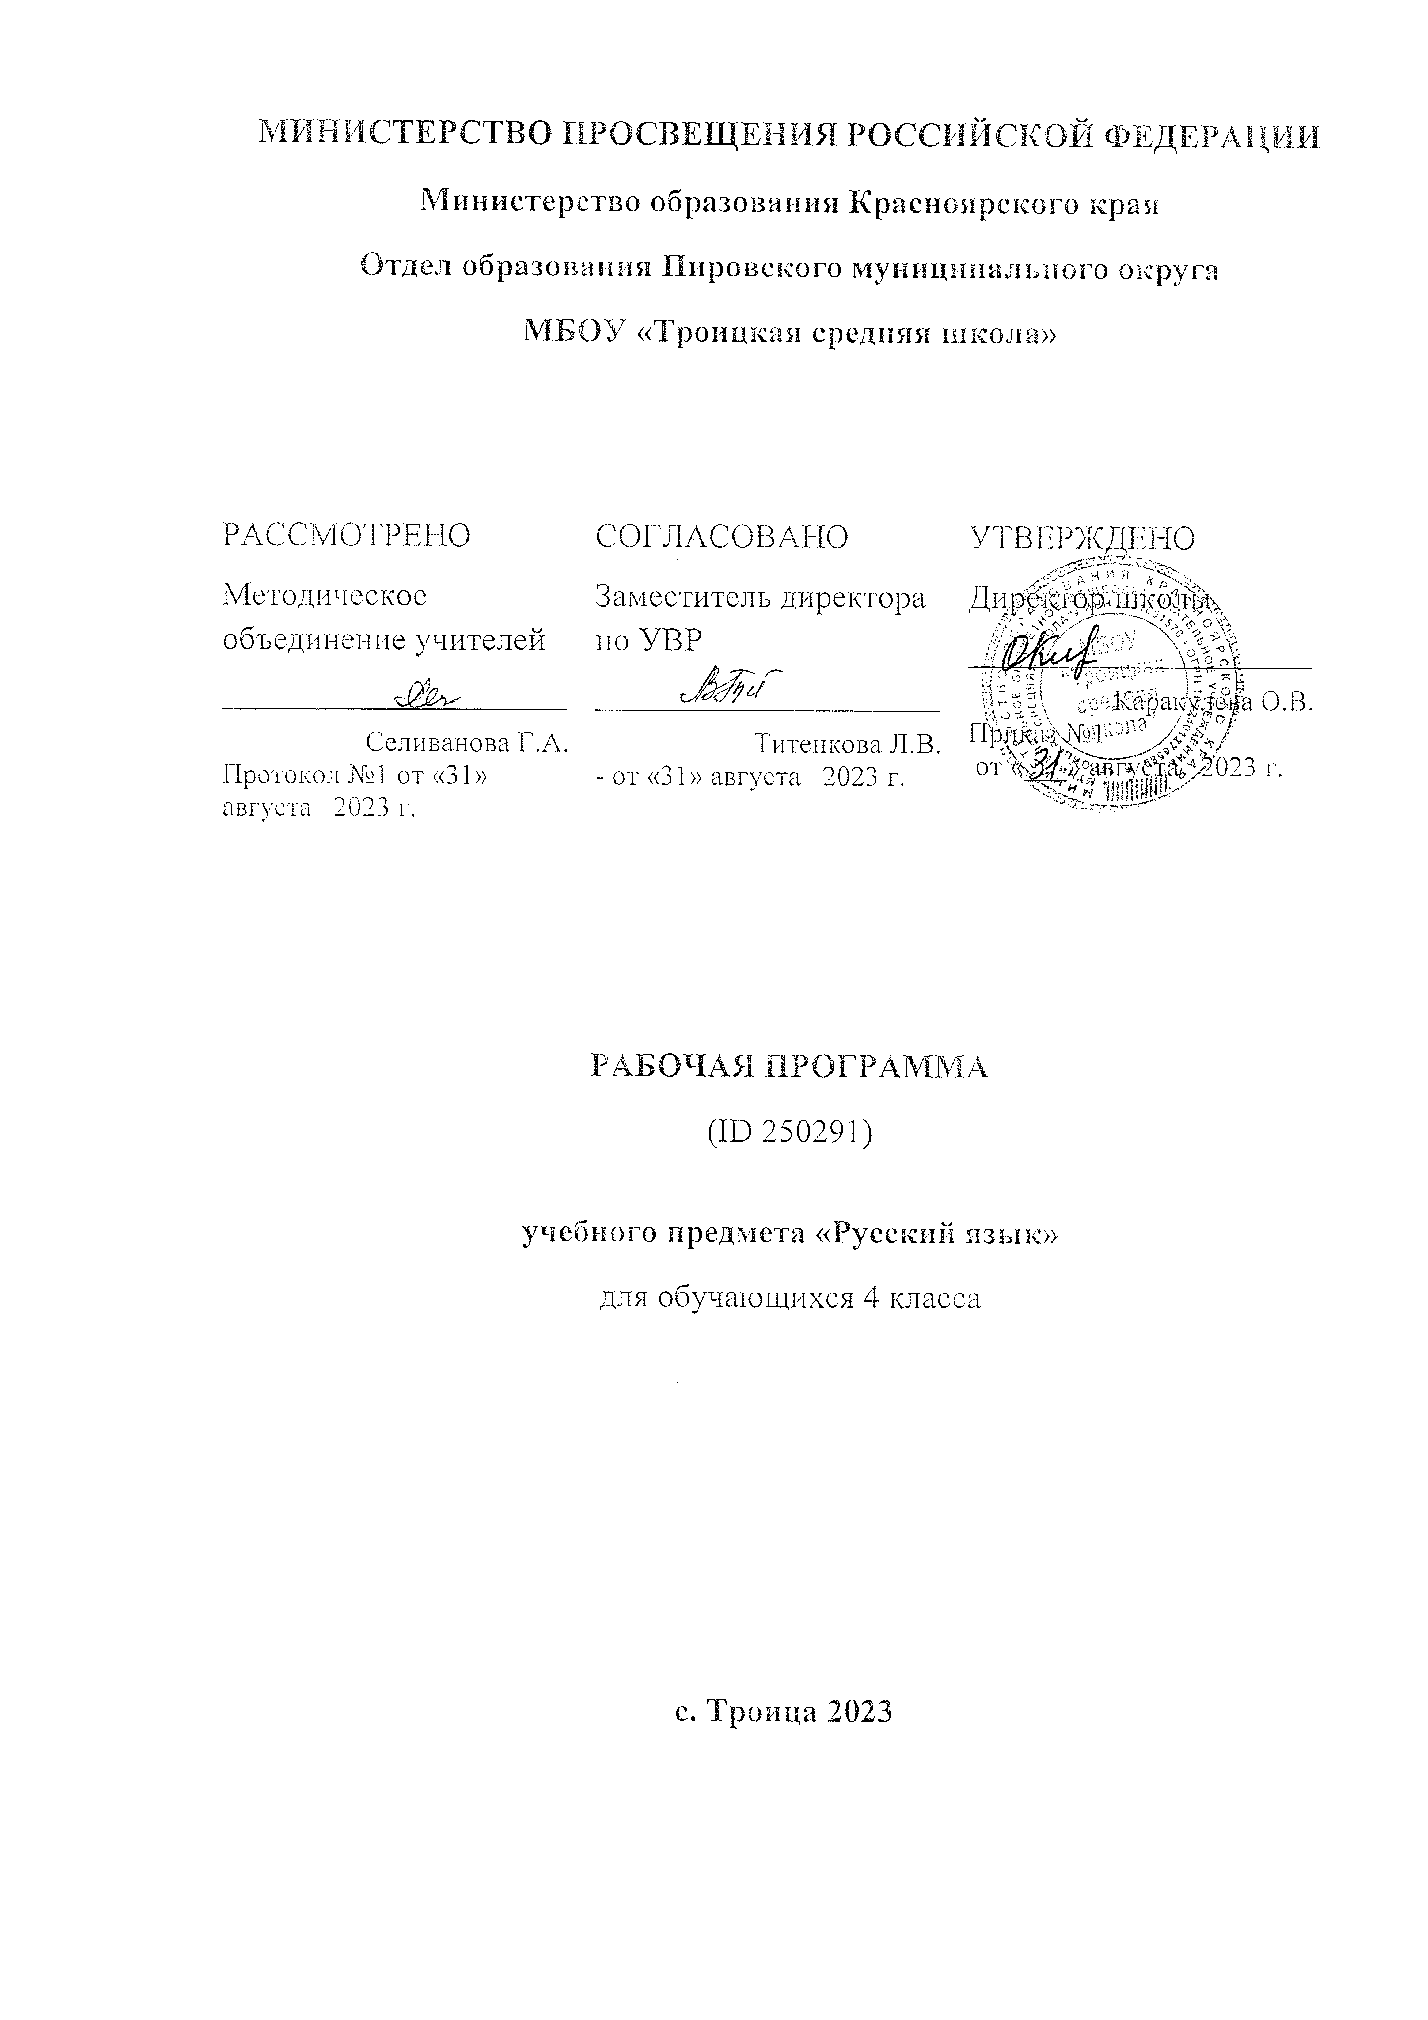 МИНИСТЕРСТВО ПРОСВЕЩЕНИЯ РОССИЙСКОЙ ФЕДЕРАЦИИ
Министерство образования Красноярского края
Отдел образования Пировского муниципального округа
МБОУ «Троицкая средняя школа»
РАССМОТРЕНО
Методическое
объединение учителей
Селиванова Г.А.
Протокол №1 от «31»
августа 2023 г.
СОГЛАСОВАНО
Заместитель директора
по УВР
Титенкова Л.В.
- от «31» августа 2023 г.
УТВЕРЖДЕНО
Директор школы
Каракулова О.В.
Приказ №1
от «31» августа 2023 г.
РАБОЧАЯ ПРОГРАММА
(ID 250291)
учебного предмета «Русский язык»
для обучающихся 4 класса
с. Троица 2023